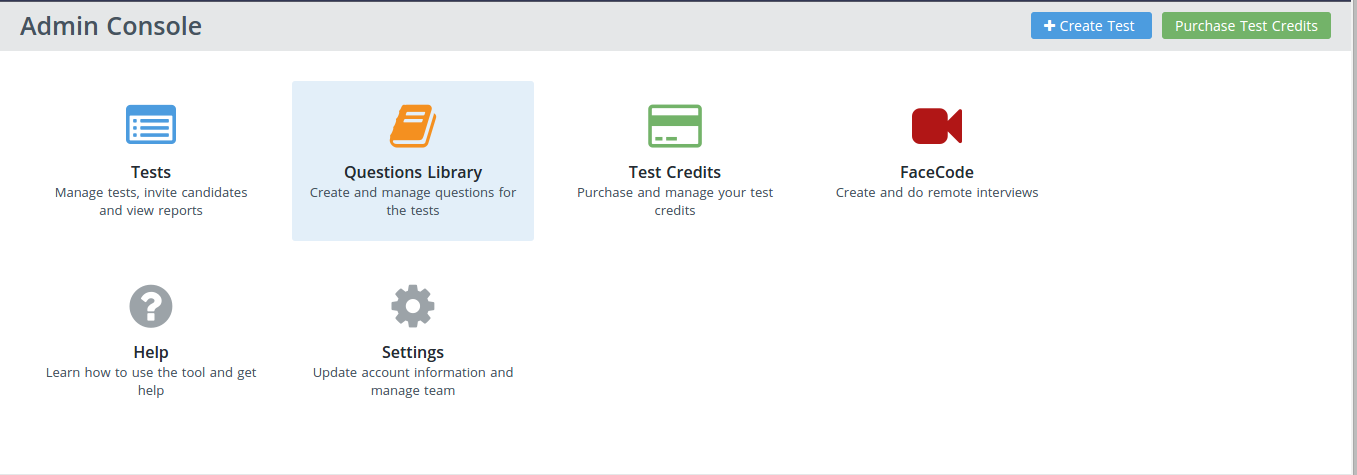 Admin Console
Create Test
Purchase Test Credits
Tests
Manage tests, invite candidates
and view reports
Questions Library
Create and manage questions for
the tests
Test Credits
Purchase and manage your test
credits
FaceCode
Create and do remote interviews
Help
Learn how to use the tool and get
help
Settings
Update account information and
manage team